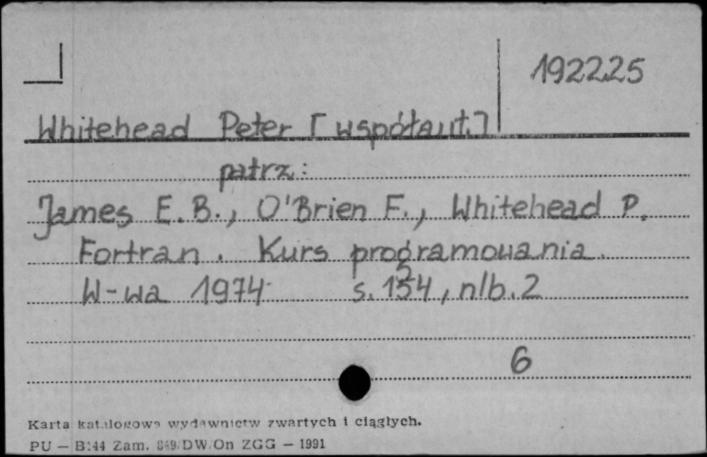 192225
Whitehead Peter [współaut.]
patrz:
James E.B., O'Brien F., Whitehead P.
Fortran. Kurs programowania.
W-wa 1974 s. 154, nlb. 2
6
Karta katalogowa wydawnictw zwartych i ciągłych.
PU — B144 Zam. 849/DW/On ZGG — 1991